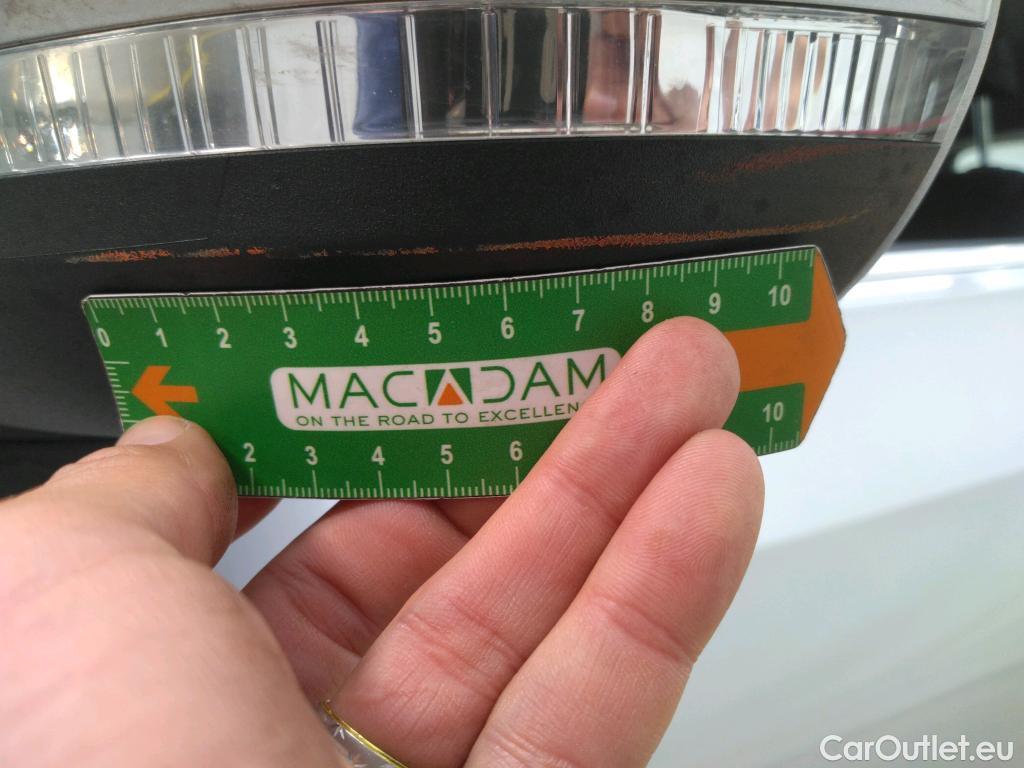 0 1 2 3 4 5 6 7 8 9 10
MACADAM
ON THE ROAD TO EXCELLEN
2 3 4 5 6 10
CarOutlet.eu